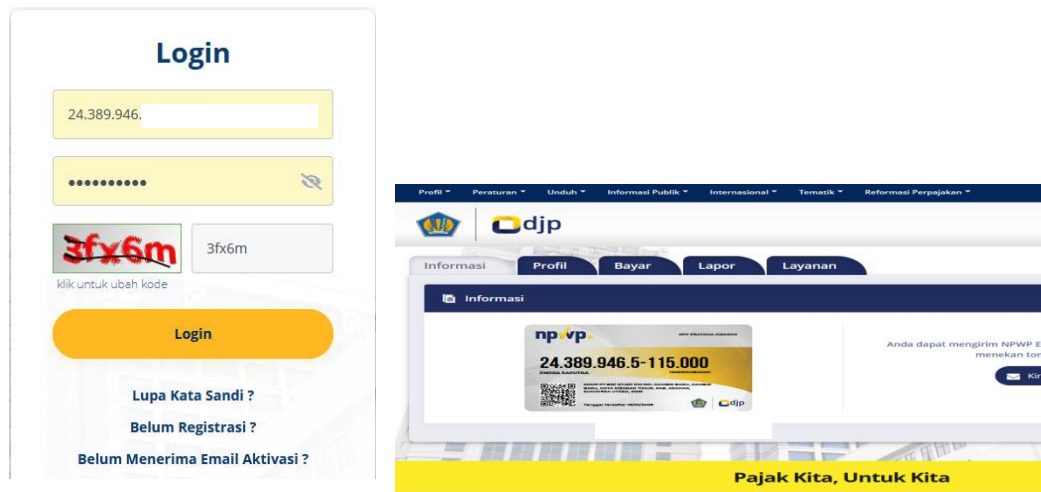 Login
24.389.946.
3fx6m
3fx6m
klik untuk ubah kode
Login
Lupa Kata Sandi ?
Belum Registrasi ?
Belum Menerima Email Aktivasi ?
Profil Peraturan Unduh Informasi Publik Internasional Tematik Reformasi Perpajakan
djp
Informasi Profil Bayar Lapor Layanan
Informasi
npwp.
24.389.946.5-115.000
djp
Anda dapat mengirim NPWP E
menekan ton
Kir
Pajak Kita, Untuk Kita